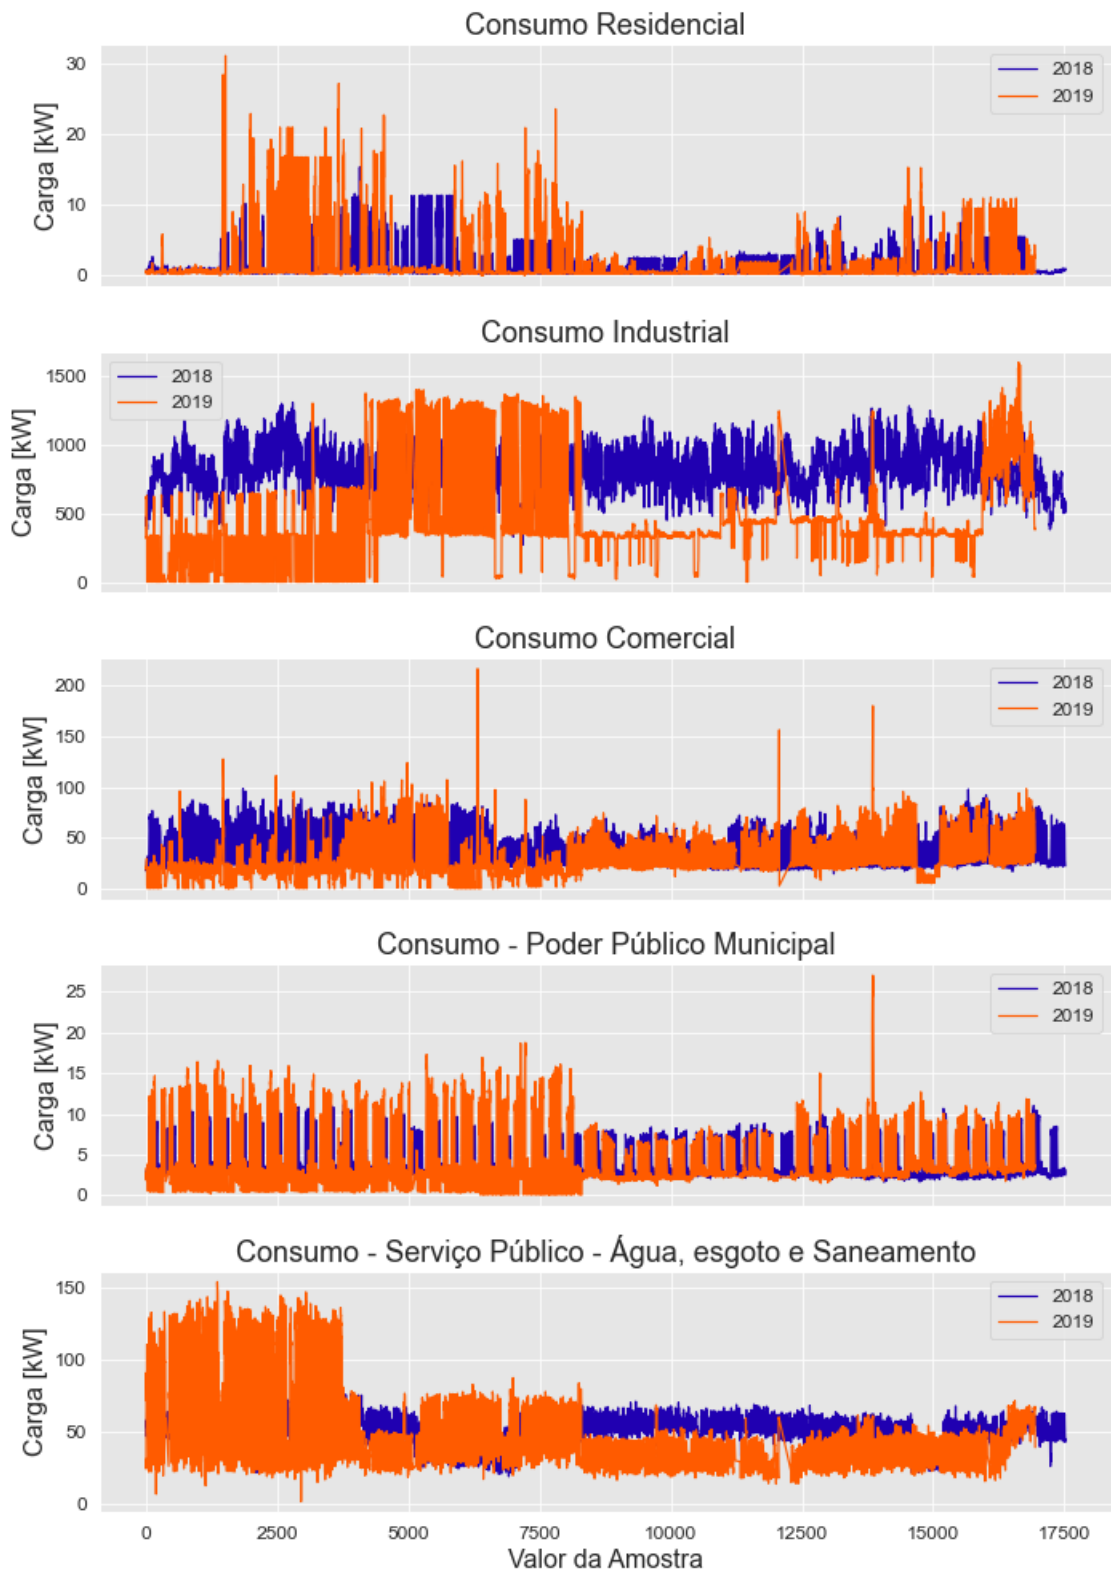 Consumo Residencial
30
20
10
0
Carga [kW]
2018
2019
Consumo Industrial
1500
1000
500
0
Carga [kW]
2018
2019
Consumo Comercial
200
150
100
50
0
Carga [kW]
2018
2019
Consumo - Poder Público Municipal
25
20
15
10
5
0
Carga [kW]
2018
2019
Consumo - Serviço Público - Água, esgoto e Saneamento
150
100
50
0
Carga [kW]
2018
2019
0 2500 5000 7500 10000 12500 15000 17500
Valor da Amostra